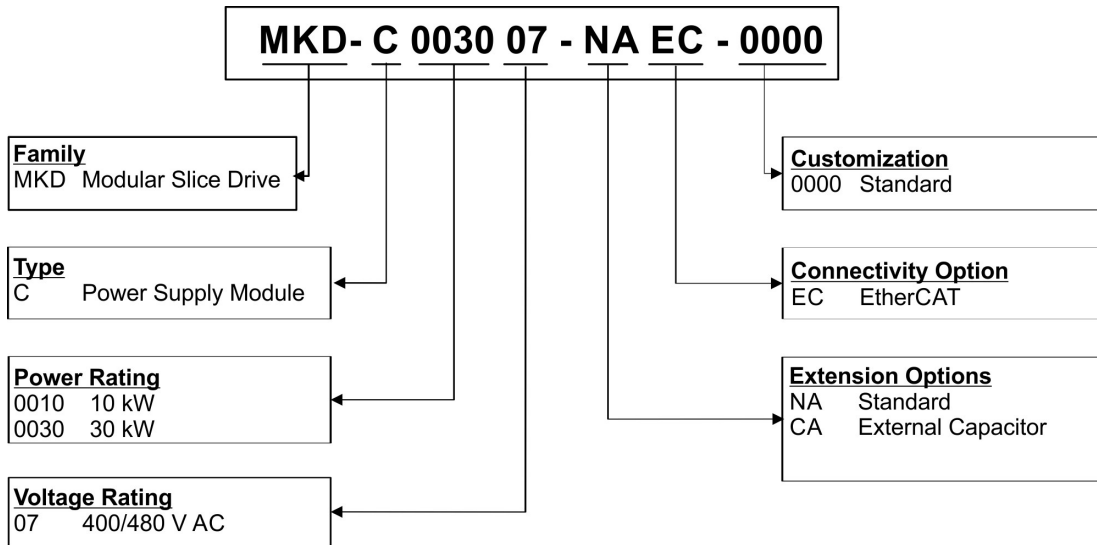 MKD- C 0030 07 - NA EC - 0000
Family
MKD Modular Slice Drive
Type
C Power Supply Module
Power Rating
0010 10 kW
0030 30 kW
Voltage Rating
07 400/480 V AC
Customization
0000 Standard
Connectivity Option
EC EtherCAT
Extension Options
NA Standard
CA External Capacitor